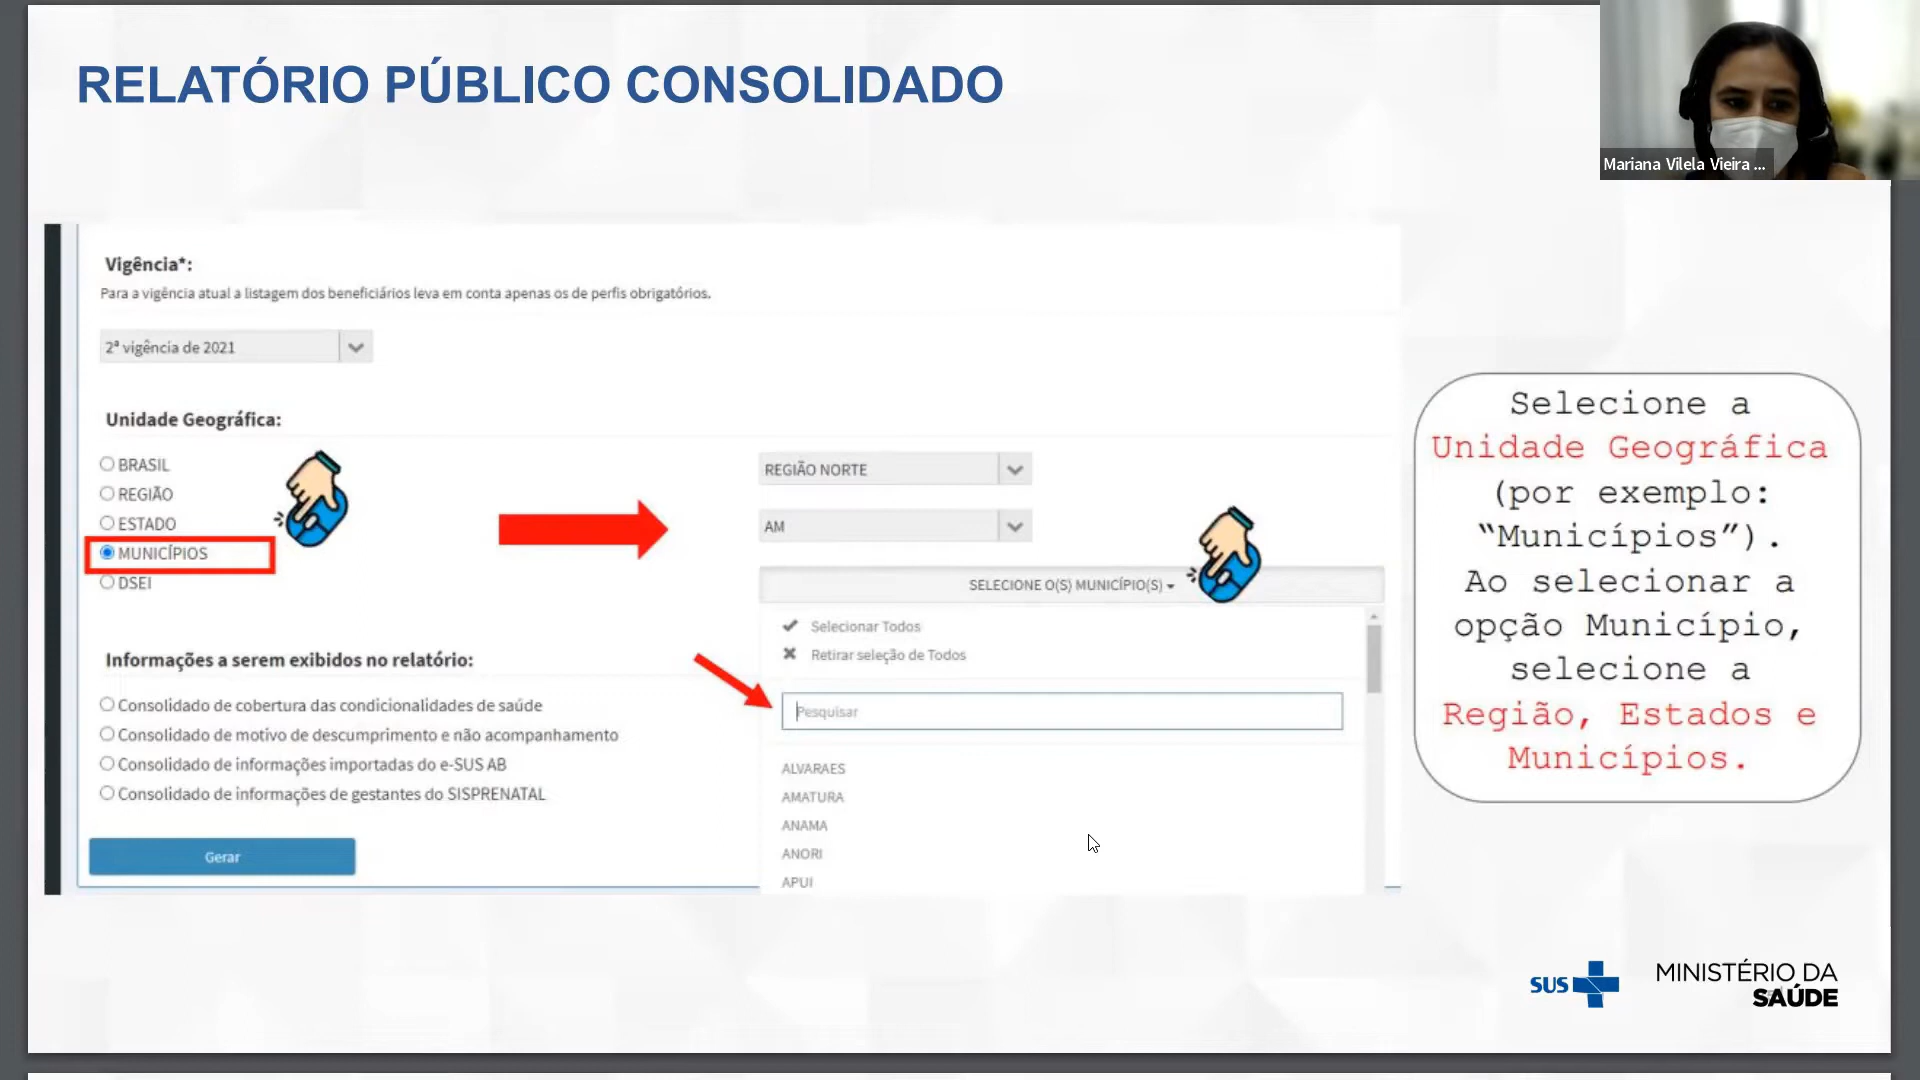 RELATÓRIO PÚBLICO CONSOLIDADO
Mariana Vilela Vieira ...
Vigência*:
Para a vigência atual a listagem dos beneficiários leva em conta apenas os de perfis obrigatórios.
2ª vigência de 2021
Unidade Geográfica:
BRASIL
REGIÃO
ESTADO
MUNICÍPIOS
DSEI
REGIÃO NORTE
AM
SELECIONE O(S) MUNICÍPIO(S)
Selecionar Todos
Retirar seleção de Todos
Pesquisar
ALVARAES
AMATURA
ANAMA
ANORI
APUI
Informações a serem exibidos no relatório:
Consolidado de cobertura das condicionalidades de saúde
Consolidado de motivo de descumprimento e não acompanhamento
Consolidado de informações importadas do e-SUS AB
Consolidado de informações de gestantes do SISPRENATAL
Gerar
Selecione a
Unidade Geográfica
(por exemplo:
“Municípios”).
Ao selecionar a
opção Município,
selecione a
Região, Estados e
Municípios.
SUS
MINISTÉRIO DA
SAÚDE